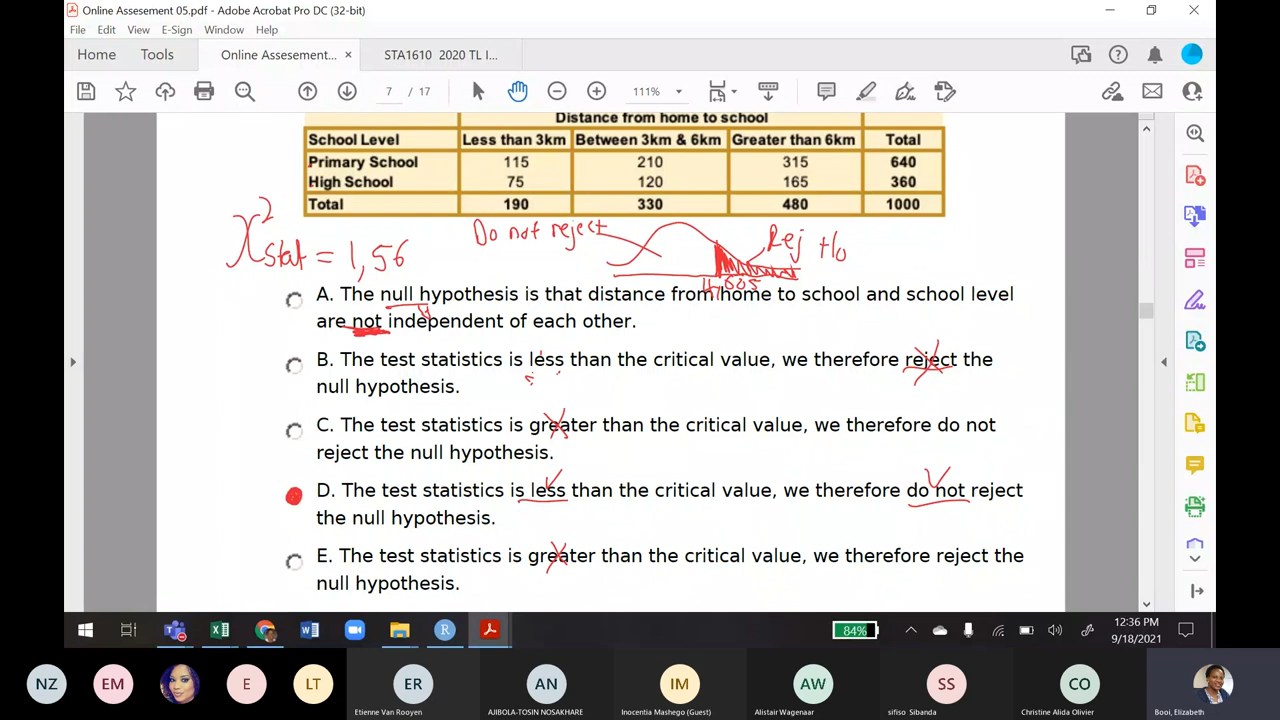 Online Assesement 05.pdf - Adobe Acrobat Pro DC (32-bit)
File Edit View E-Sign Window Help
Home Tools Online Assesement... × STA1610 2020 TL I...
7 / 17 111%
Distance from home to school
School Level Less than 3km Between 3km & 6km Greater than 6km Total
Primary School 115 210 315 640
High School 75 120 165 360
Total 190 330 480 1000
X² stat = 1,56
Do not reject
Rej Ho
4,605
A. The null hypothesis is that distance from home to school and school level
are not independent of each other.
B. The test statistics is less than the critical value, we therefore reject the
null hypothesis.
C. The test statistics is greater than the critical value, we therefore do not
reject the null hypothesis.
D. The test statistics is less than the critical value, we therefore do not reject
the null hypothesis.
E. The test statistics is greater than the critical value, we therefore reject the
null hypothesis.
84% 12:36 PM
9/18/2021
NZ EM E LT ER AN IM AW SS CO
Etienne Van Rooyen AJIBOLA-TOSIN NOSAKHARE Inocentia Mashego (Guest) Alistair Wagenaar sifiso Sibanda Christine Alida Olivier Booi, Elizabeth